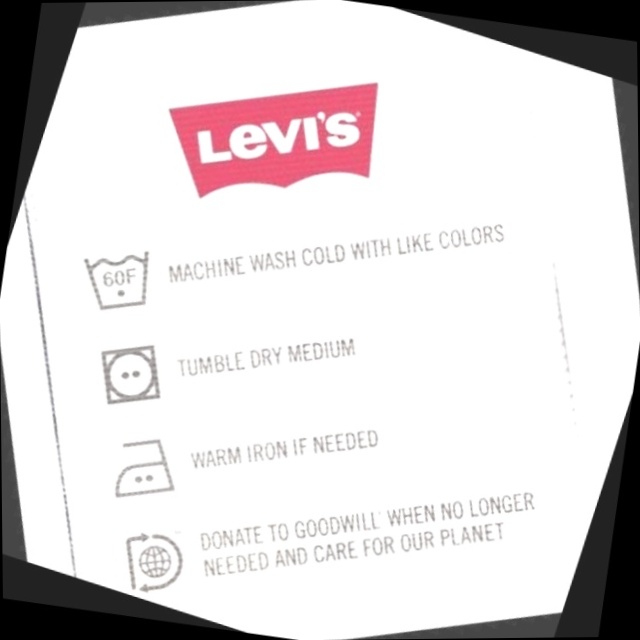 LEVI'S
60F
MACHINE WASH COLD WITH LIKE COLORS
TUMBLE DRY MEDIUM
WARM IRON IF NEEDED
DONATE TO GOODWILL WHEN NO LONGER
NEEDED AND CARE FOR OUR PLANET